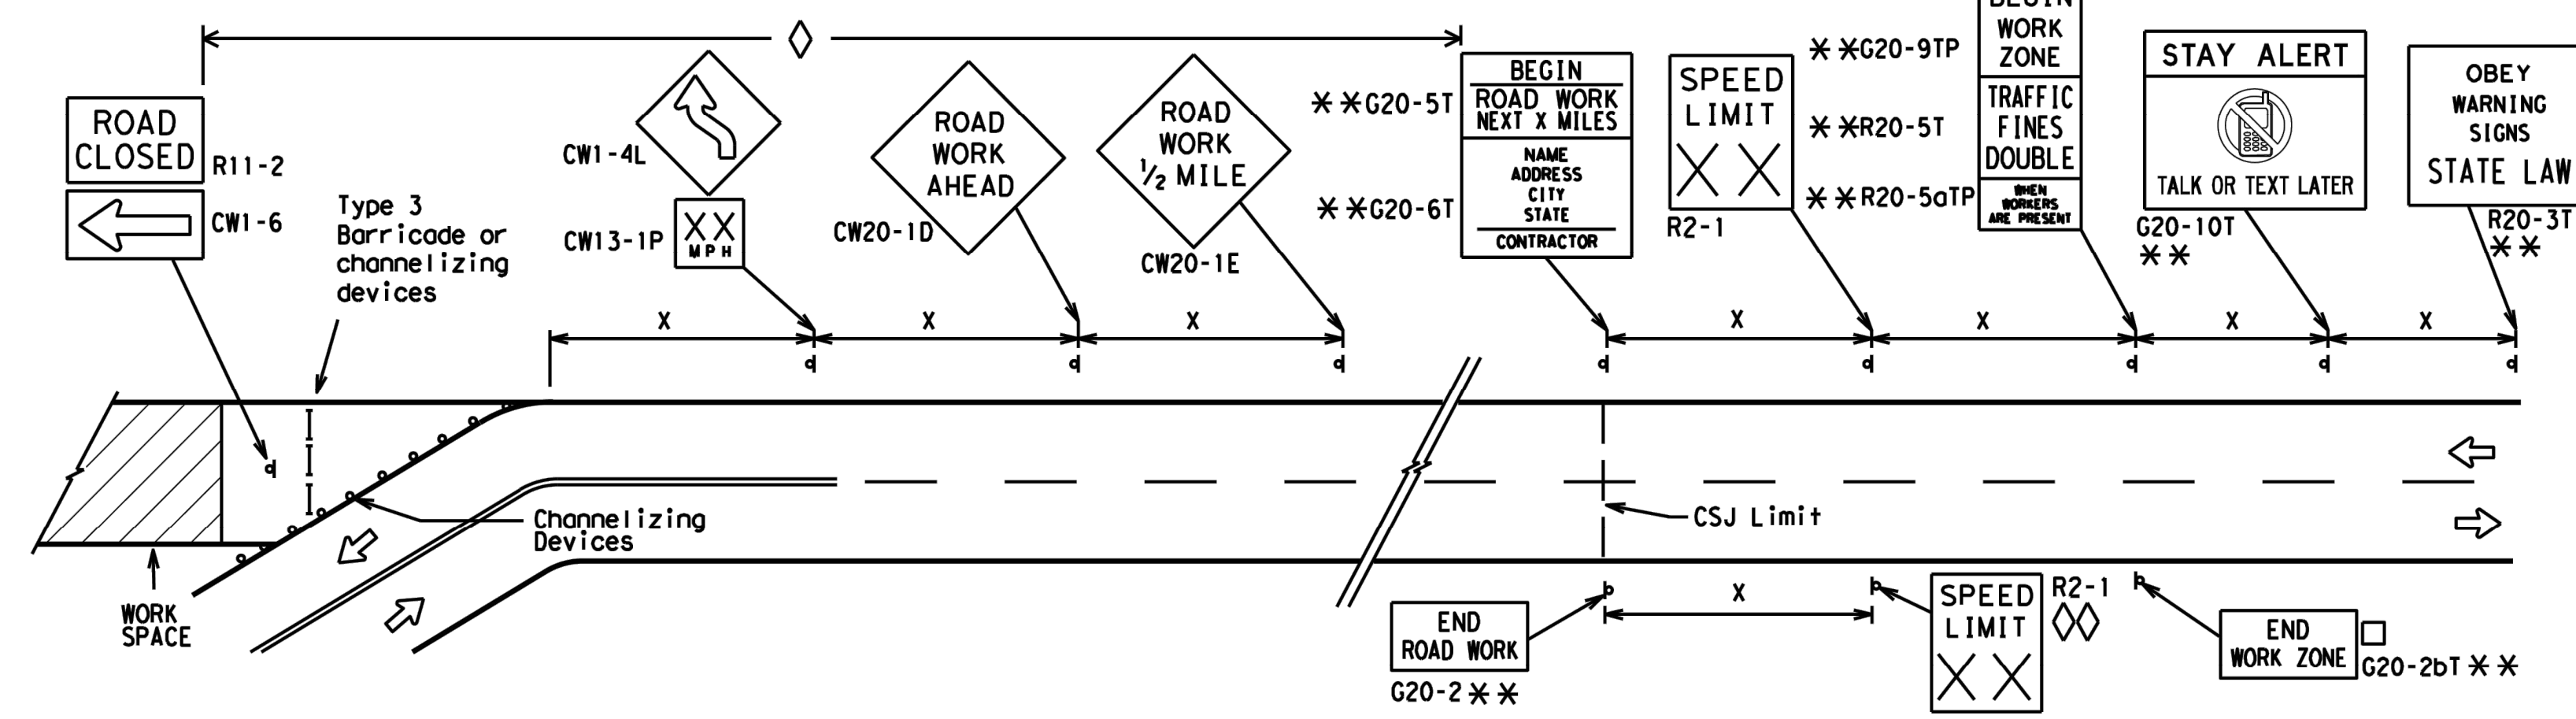 ROAD
CLOSED
R11-2
CW1-6
Type 3
Barricade or
channelizing
devices
CW1-4L
XX
MPH
CW13-1P
ROAD
WORK
AHEAD
CW20-1D
ROAD
WORK
1/2 MILE
CW20-1E
**G20-5T
BEGIN
ROAD WORK
NEXT X MILES
**G20-6T
NAME
ADDRESS
CITY
STATE
CONTRACTOR
SPEED
LIMIT
XX
R2-1
**G20-9TP
BEGIN
WORK
ZONE
**R20-5T
TRAFFIC
FINES
DOUBLE
**R20-5aTP
WHEN
WORKERS
ARE PRESENT
STAY ALERT
TALK OR TEXT LATER
G20-10T
**
OBEY
WARNING
SIGNS
STATE LAW
R20-3T
**
X
X
X
X
X
X
X
Channelizing
Devices
CSJ Limit
WORK
SPACE
END
ROAD WORK
G20-2**
X
SPEED
LIMIT
XX
R2-1
END
WORK ZONE
G20-2bT**